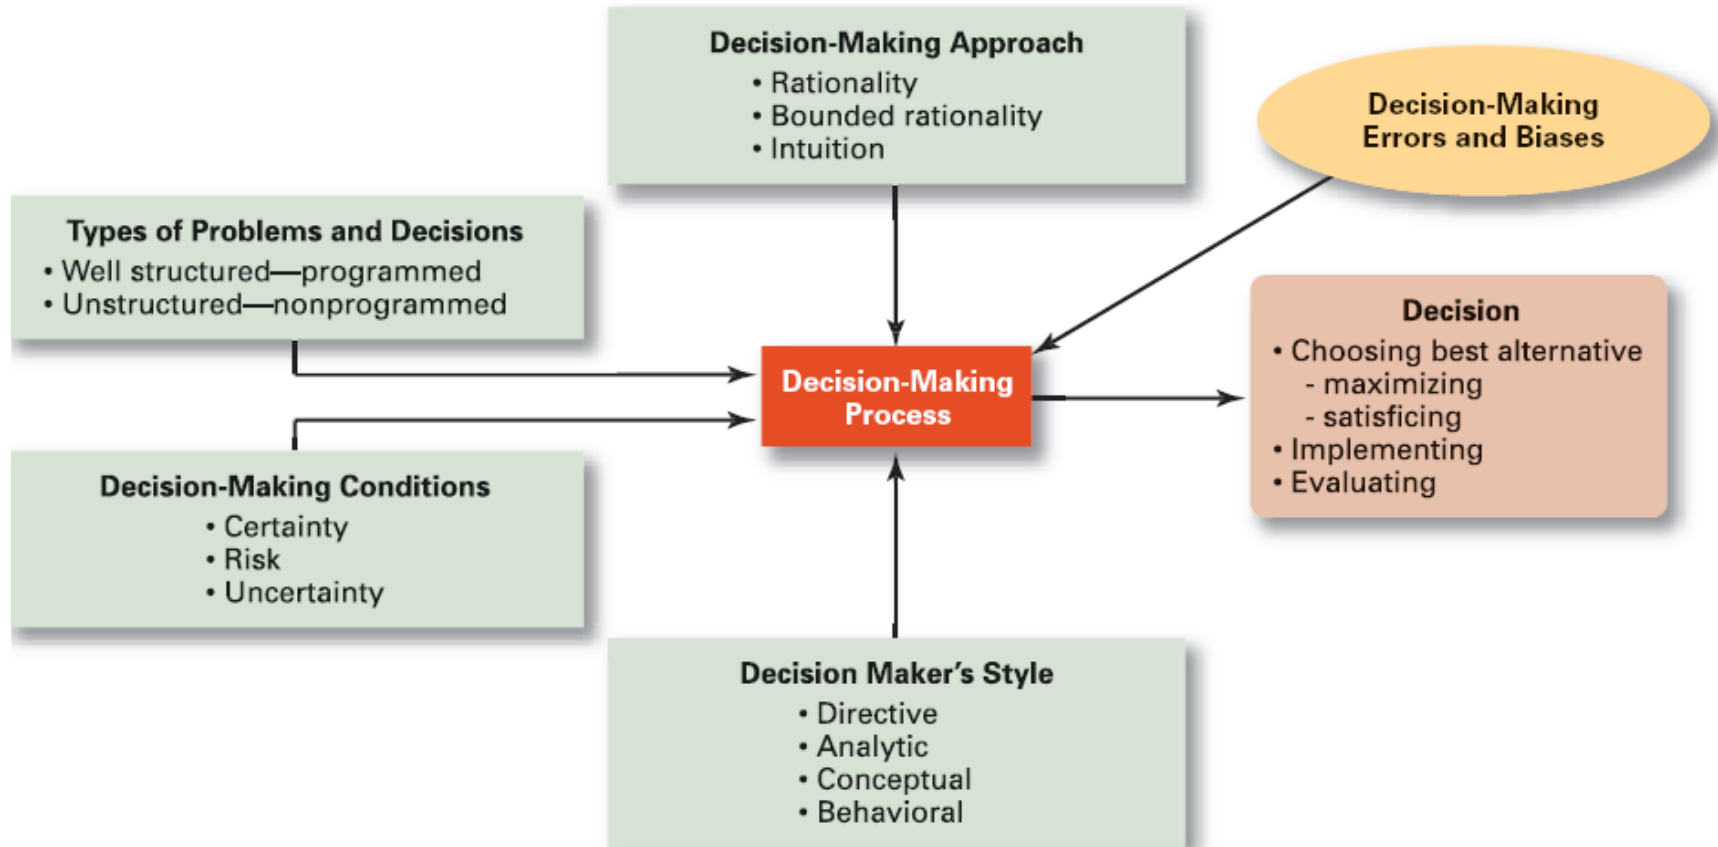 Decision-Making Approach
• Rationality
• Bounded rationality
• Intuition
Decision-Making
Errors and Biases
Types of Problems and Decisions
• Well structured—programmed
• Unstructured—nonprogrammed
Decision
• Choosing best alternative
- maximizing
- satisficing
• Implementing
• Evaluating
Decision-Making
Process
Decision-Making Conditions
• Certainty
• Risk
• Uncertainty
Decision Maker’s Style
• Directive
• Analytic
• Conceptual
• Behavioral